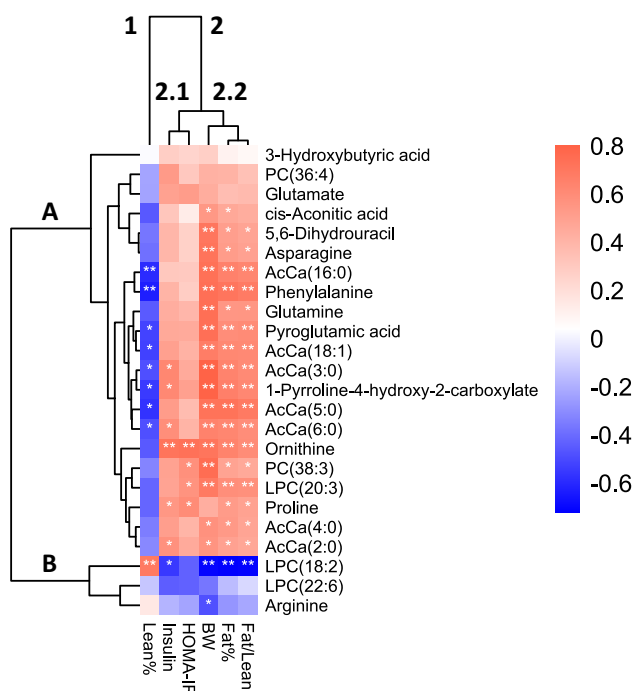 1 2
2.1 2.2
A
B
3-Hydroxybutyric acid
PC(36:4)
Glutamate
cis-Aconitic acid
* *
5,6-Dihydrouracil
** * *
Asparagine
** * *
AcCa(16:0)
** ** ** **
Phenylalanine
** ** ** **
Glutamine
** * *
Pyroglutamic acid
* ** ** **
AcCa(18:1)
* ** ** **
AcCa(3:0)
* * ** ** **
1-Pyrroline-4-hydroxy-2-carboxylate
* * ** ** **
AcCa(5:0)
* ** ** **
AcCa(6:0)
* * ** ** **
Ornithine
** ** ** ** **
PC(38:3)
* ** * *
LPC(20:3)
* ** ** **
Proline
* * * *
AcCa(4:0)
* * *
AcCa(2:0)
* * * *
LPC(18:2)
** * ** ** **
LPC(22:6)
Arginine
*
Lean%
Insulin
HOMA-IR
BW
Fat%
Fat/Lean
0.8
0.6
0.4
0.2
0
-0.2
-0.4
-0.6